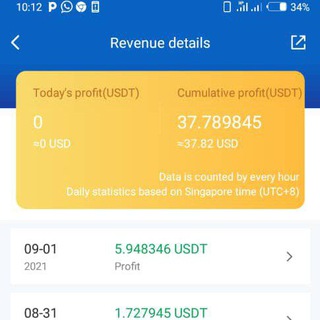 10:12 34%
Revenue details
Today's profit(USDT) Cumulative profit(USDT)
0 37.789845
≈0 USD ≈37.82 USD
Data is counted by every hour
Daily statistics based on Singapore time (UTC+8)
09-01 5.948346 USDT
2021 Profit
08-31 1.727945 USDT